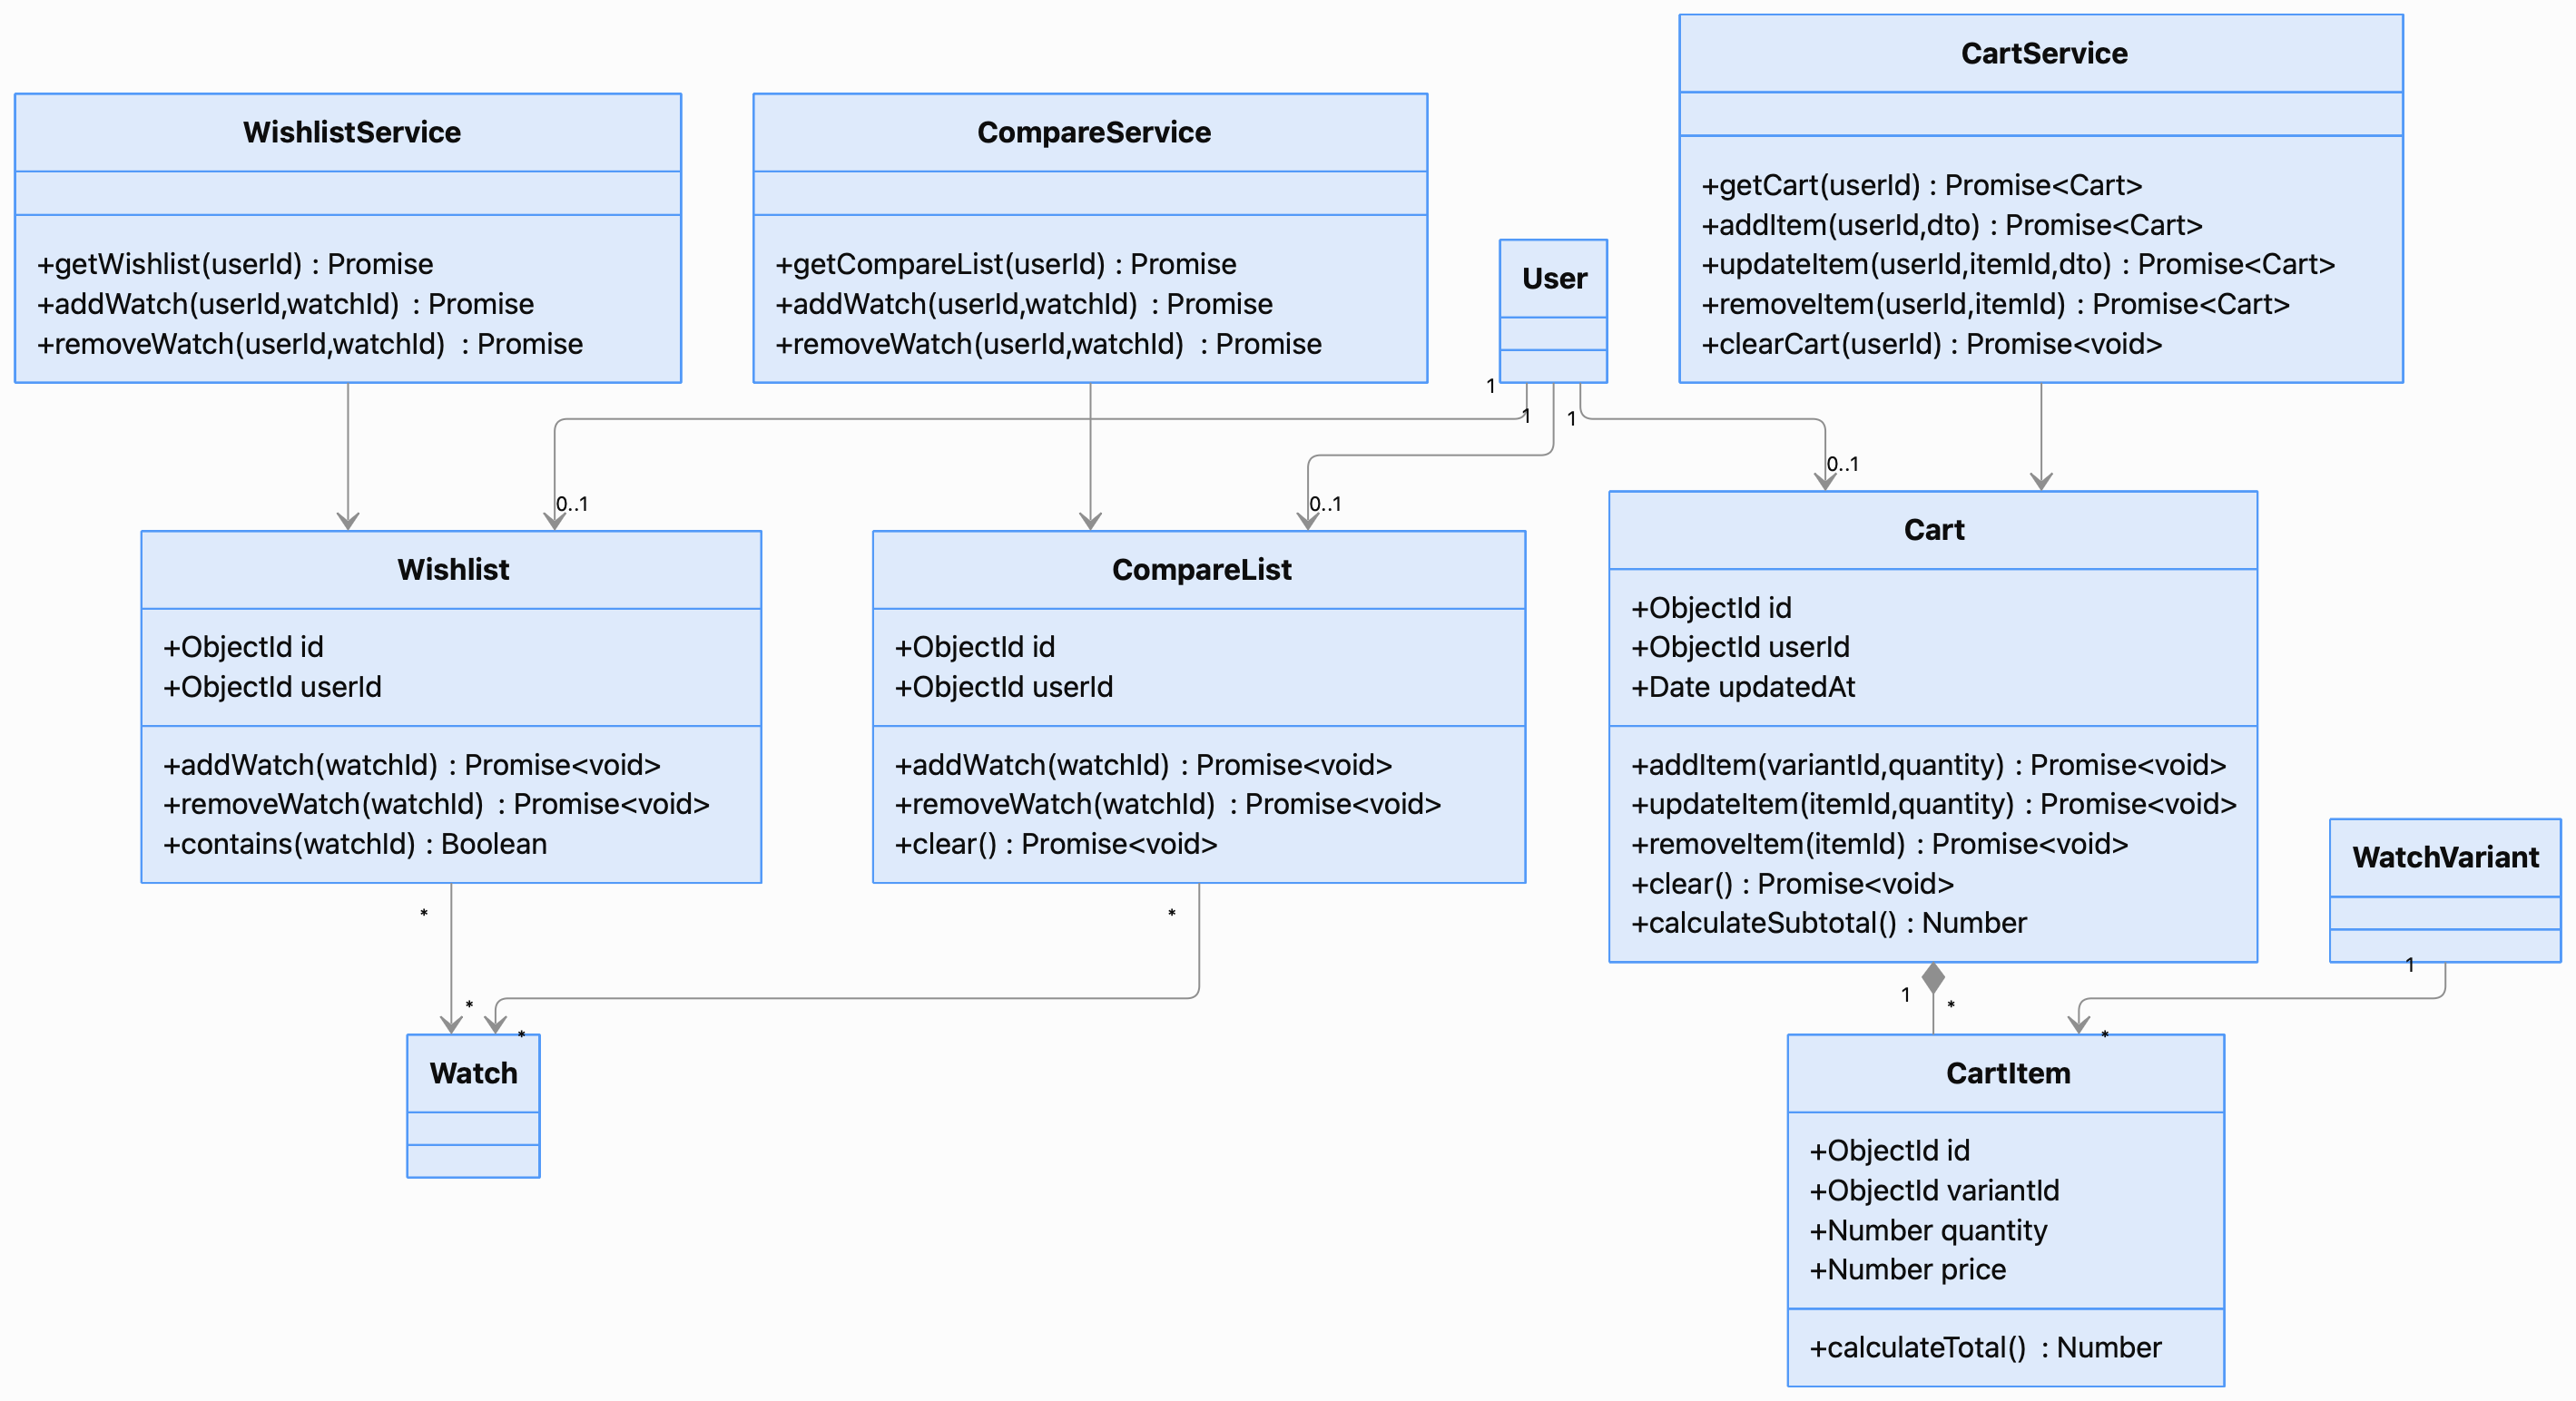 WishlistService
+getWishlist(userId) : Promise
+addWatch(userId,watchId) : Promise
+removeWatch(userId,watchId) : Promise
CompareService
+getCompareList(userId) : Promise
+addWatch(userId,watchId) : Promise
+removeWatch(userId,watchId) : Promise
User
CartService
+getCart(userId) : Promise<Cart>
+addItem(userId,dto) : Promise<Cart>
+updateItem(userId,itemId,dto) : Promise<Cart>
+removeItem(userId,itemId) : Promise<Cart>
+clearCart(userId) : Promise<void>
1
1
1
0..1
0..1
0..1
Wishlist
+ObjectId id
+ObjectId userId
+addWatch(watchId) : Promise<void>
+removeWatch(watchId) : Promise<void>
+contains(watchId) : Boolean
CompareList
+ObjectId id
+ObjectId userId
+addWatch(watchId) : Promise<void>
+removeWatch(watchId) : Promise<void>
+clear() : Promise<void>
Cart
+ObjectId id
+ObjectId userId
+Date updatedAt
+addItem(variantId,quantity) : Promise<void>
+updateItem(itemId,quantity) : Promise<void>
+removeItem(itemId) : Promise<void>
+clear() : Promise<void>
+calculateSubtotal() : Number
WatchVariant
*
*
*
*
1
*
1
*
Watch
CartItem
+ObjectId id
+ObjectId variantId
+Number quantity
+Number price
+calculateTotal() : Number